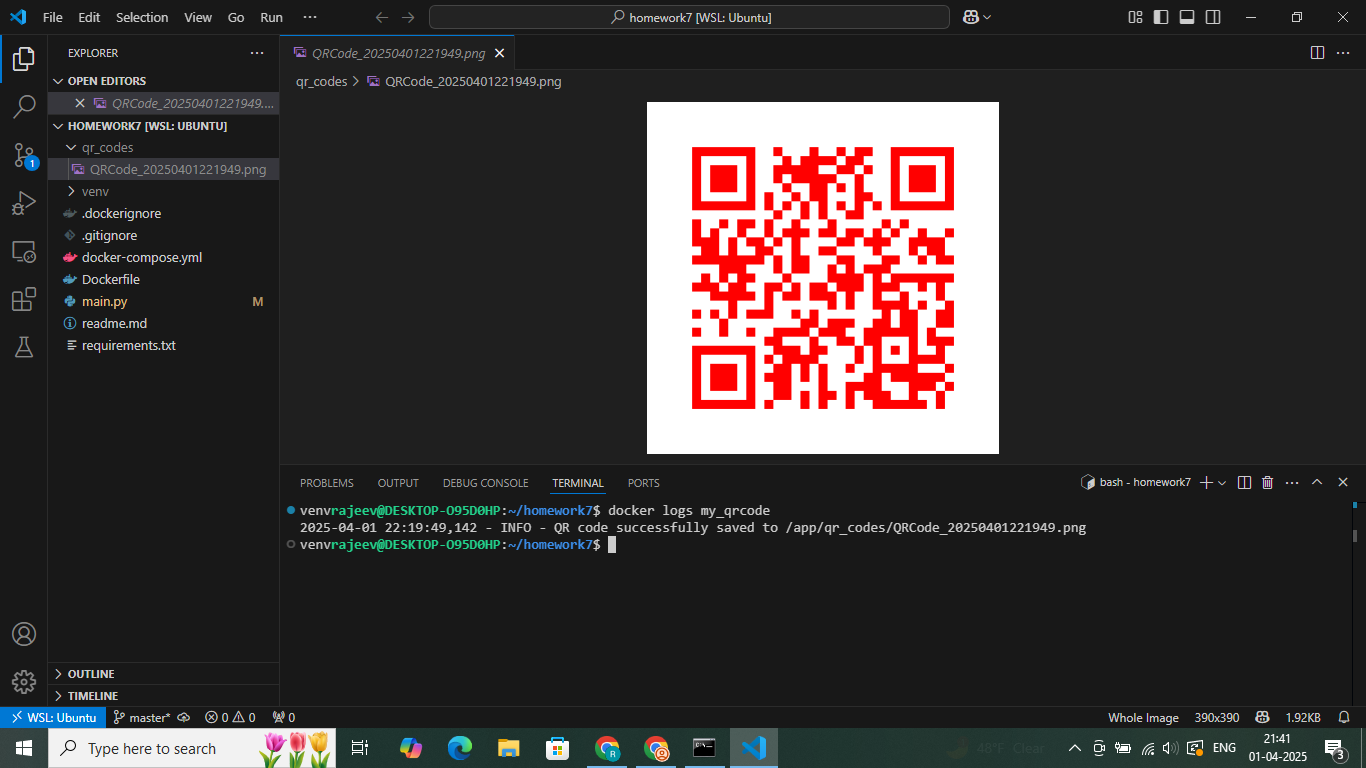 File Edit Selection View Go Run ··· homework7 [WSL: Ubuntu]
EXPLORER ···
OPEN EDITORS
QRCode_20250401221949....
HOMEWORK7 [WSL: UBUNTU]
qr_codes
QRCode_20250401221949.png
venv
.dockerignore
.gitignore
docker-compose.yml
Dockerfile
main.py M
readme.md
requirements.txt
OUTLINE
TIMELINE
1
QRCode_20250401221949.png
qr_codes > QRCode_20250401221949.png
PROBLEMS OUTPUT DEBUG CONSOLE TERMINAL PORTS bash - homework7
venvrajeev@DESKTOP-O95D0HP:~/homework7$ docker logs my_qrcode
2025-04-01 22:19:49,142 - INFO - QR code successfully saved to /app/qr_codes/QRCode_20250401221949.png
venvrajeev@DESKTOP-O95D0HP:~/homework7$
WSL: Ubuntu master* 0 0 0 Whole Image 390x390 1.92KB
Type here to search 48°F Clear ENG 21:41
01-04-2025
3